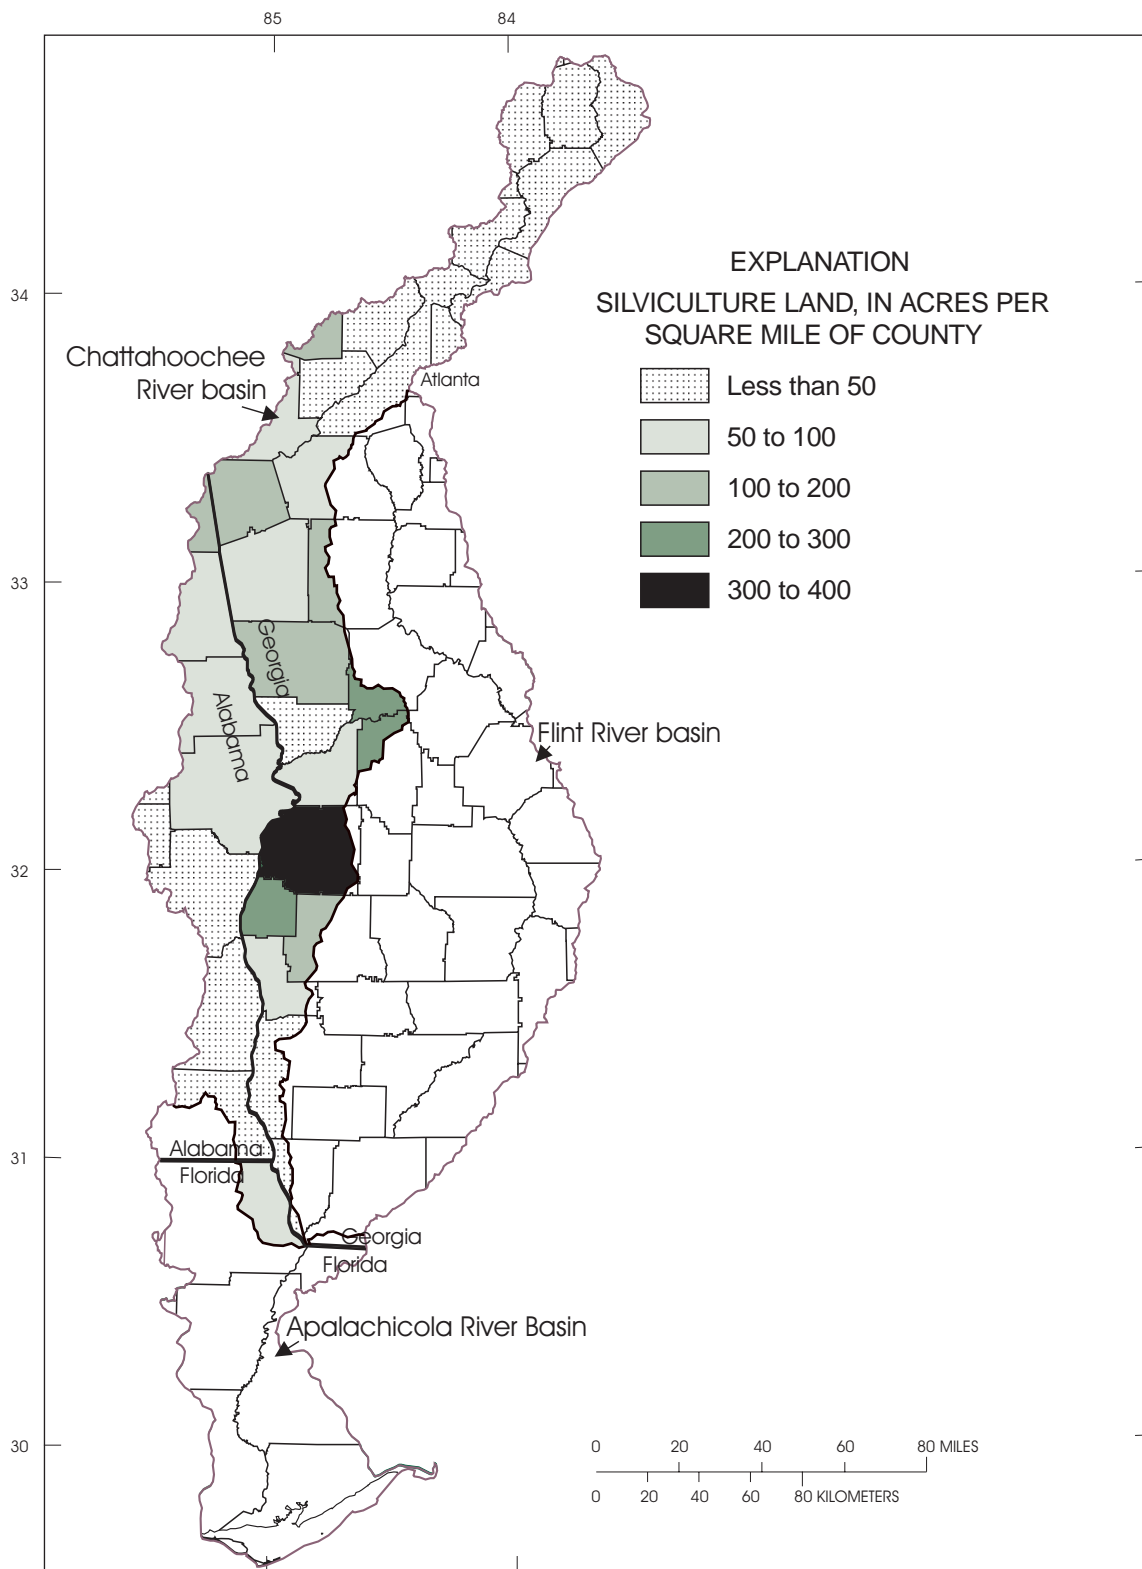 85
84
EXPLANATION
SILVICULTURE LAND, IN ACRES PER
SQUARE MILE OF COUNTY
34
Chattahoochee
River basin
Atlanta
Less than 50
50 to 100
100 to 200
200 to 300
300 to 400
33
Georgia
Alabama
Flint River basin
32
31
Alabama
Florida
Georgia
Florida
Apalachicola River Basin
30
0 20 40 60 80 MILES
0 20 40 60 80 KILOMETERS